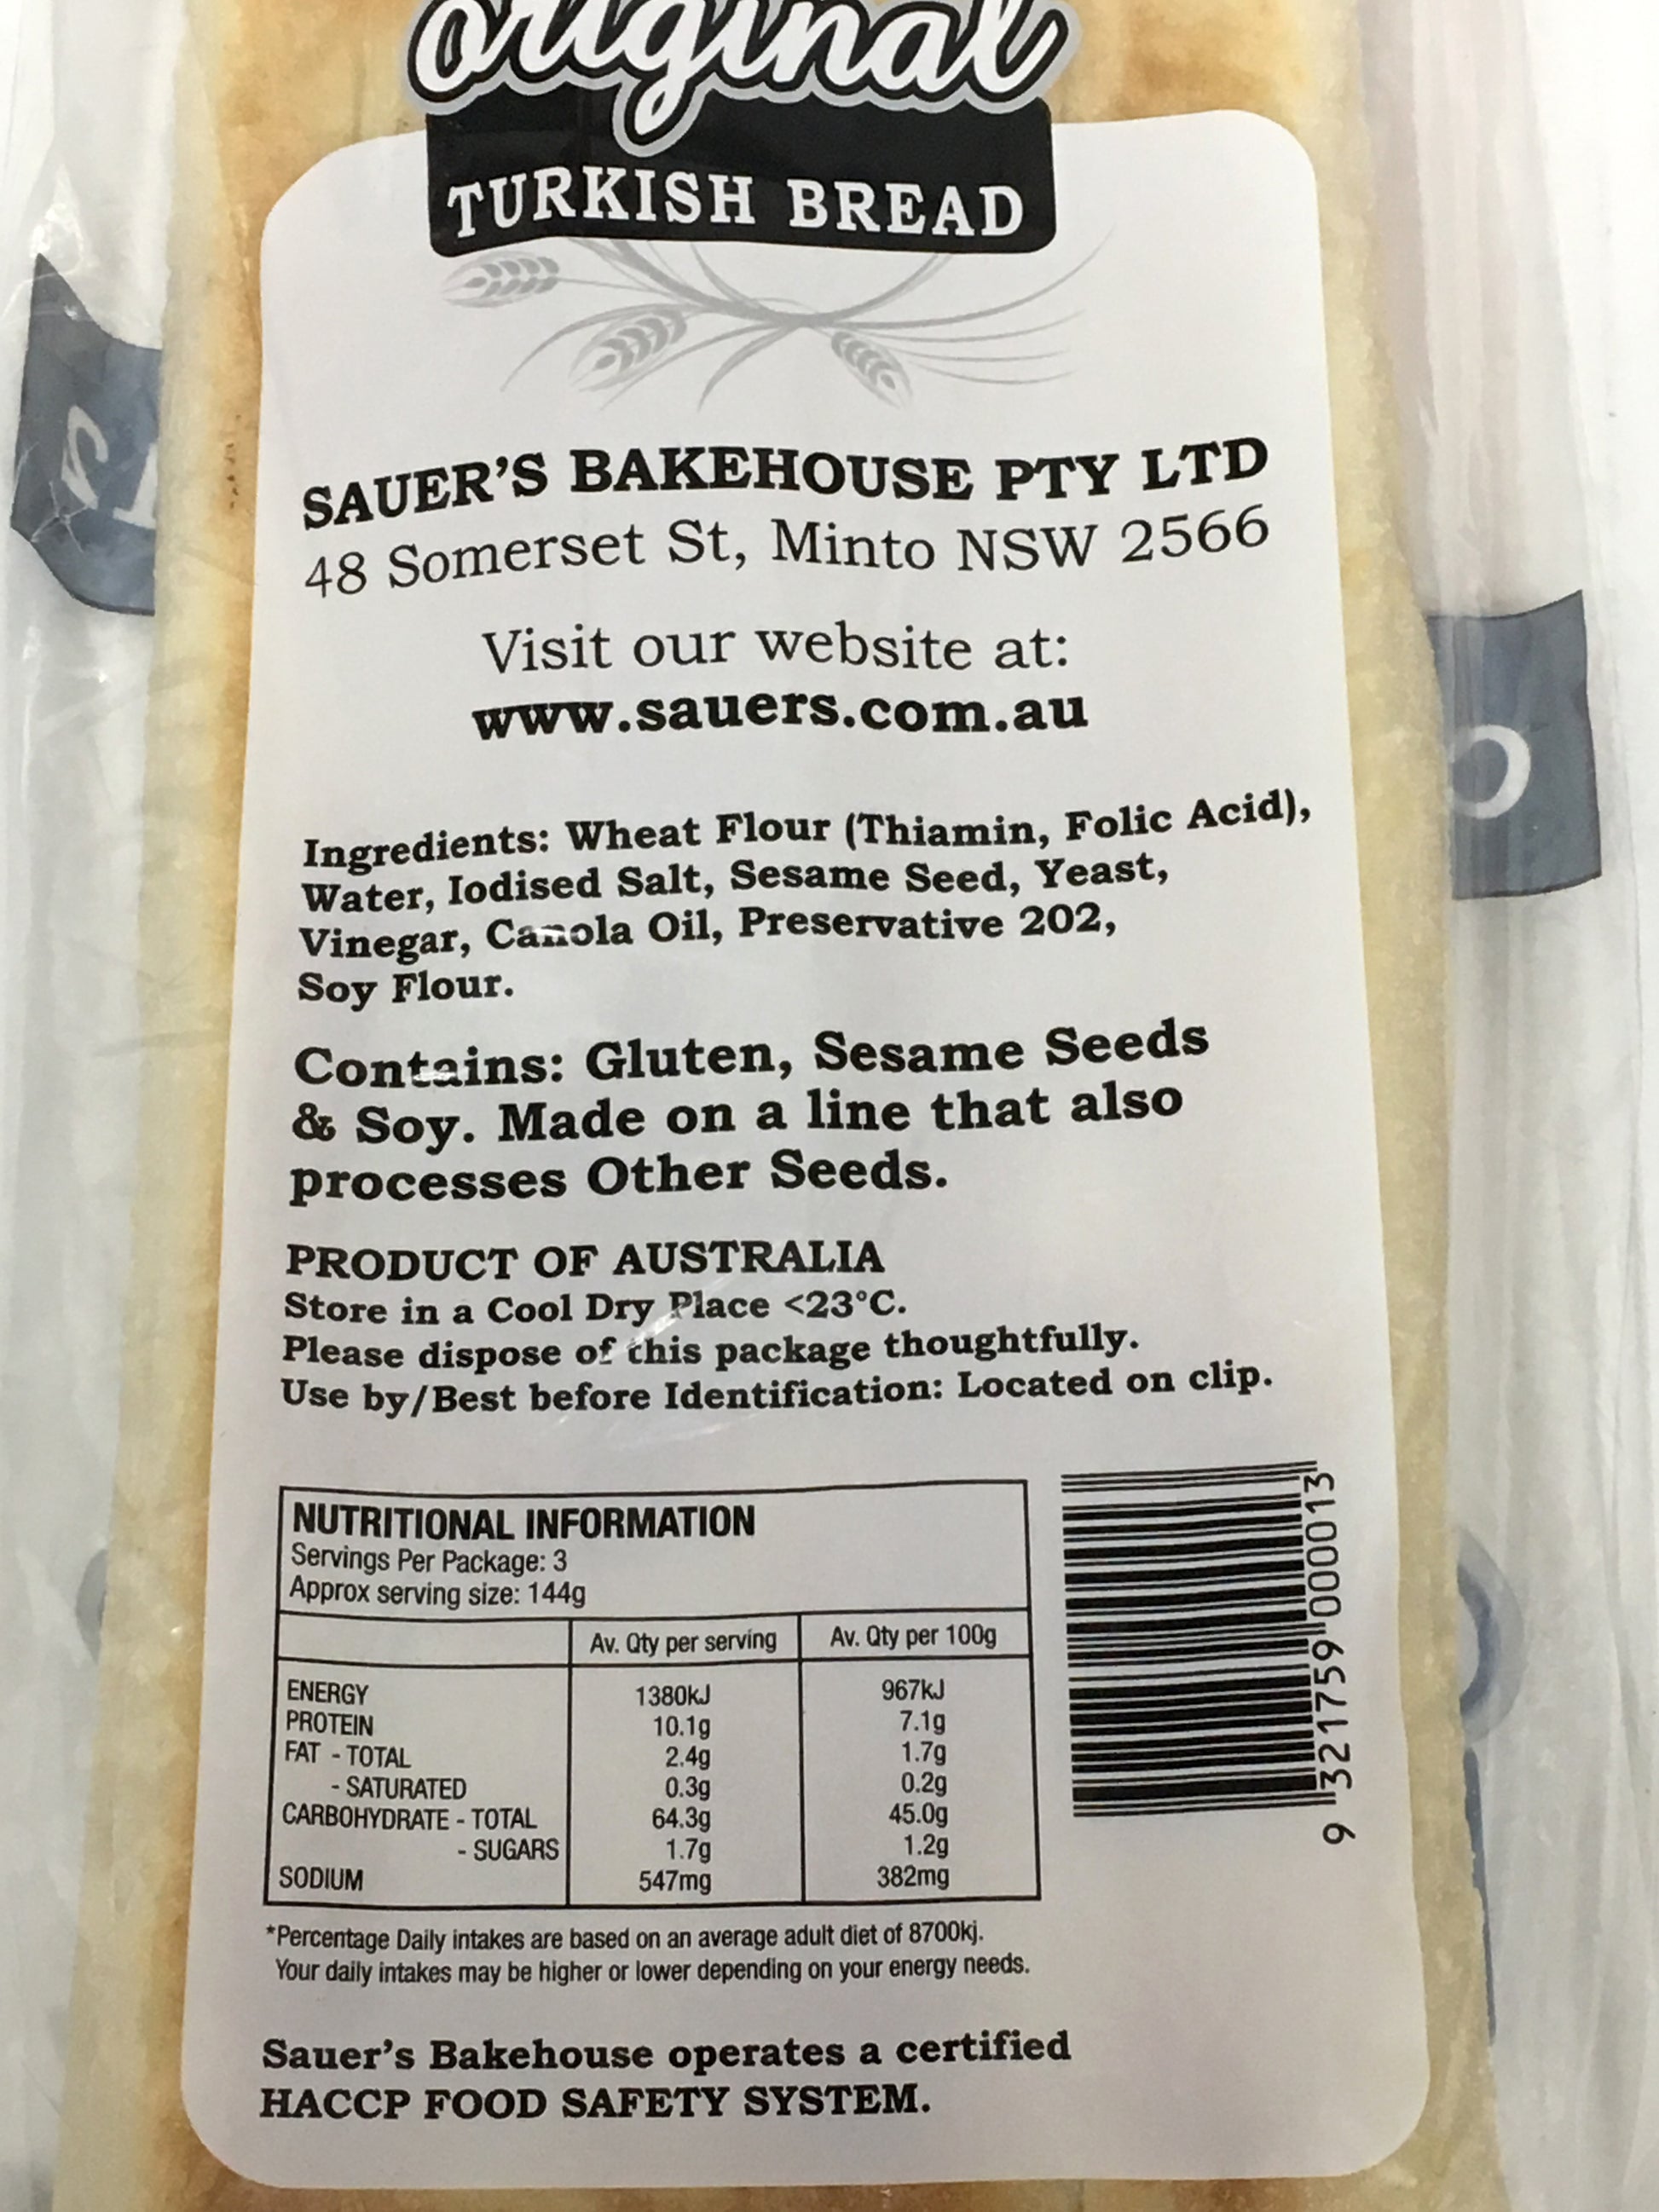 original
TURKISH BREAD
SAUER'S BAKEHOUSE PTY LTD
48 Somerset St, Minto NSW 2566
Visit our website at:
www.sauers.com.au
Ingredients: Wheat Flour (Thiamin, Folic Acid),
Water, Iodised Salt, Sesame Seed, Yeast,
Vinegar, Canola Oil, Preservative 202,
Soy Flour.
Contains: Gluten, Sesame Seeds
& Soy. Made on a line that also
processes Other Seeds.
PRODUCT OF AUSTRALIA
Store in a Cool Dry Place <23°C.
Please dispose of this package thoughtfully.
Use by/Best before Identification: Located on clip.
NUTRITIONAL INFORMATION
Servings Per Package: 3
Approx serving size: 144g
Av. Qty per serving Av. Qty per 100g
ENERGY 1380kJ 967kJ
PROTEIN 10.1g 7.1g
FAT - TOTAL 2.4g 1.7g
- SATURATED 0.3g 0.2g
CARBOHYDRATE - TOTAL 64.3g 45.0g
- SUGARS 1.7g 1.2g
SODIUM 547mg 382mg
*Percentage Daily intakes are based on an average adult diet of 8700kj.
Your daily intakes may be higher or lower depending on your energy needs.
9 321759 000013
Sauer's Bakehouse operates a certified
HACCP FOOD SAFETY SYSTEM.